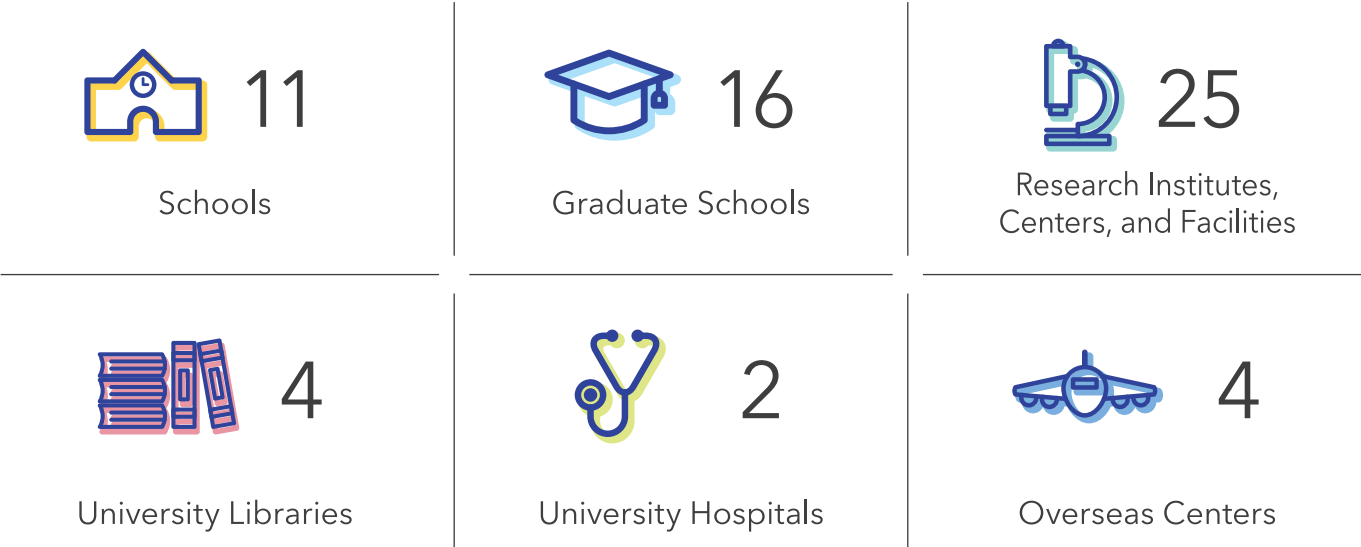 11
Schools
16
Graduate Schools
25
Research Institutes,
Centers, and Facilities
4
University Libraries
2
University Hospitals
4
Overseas Centers